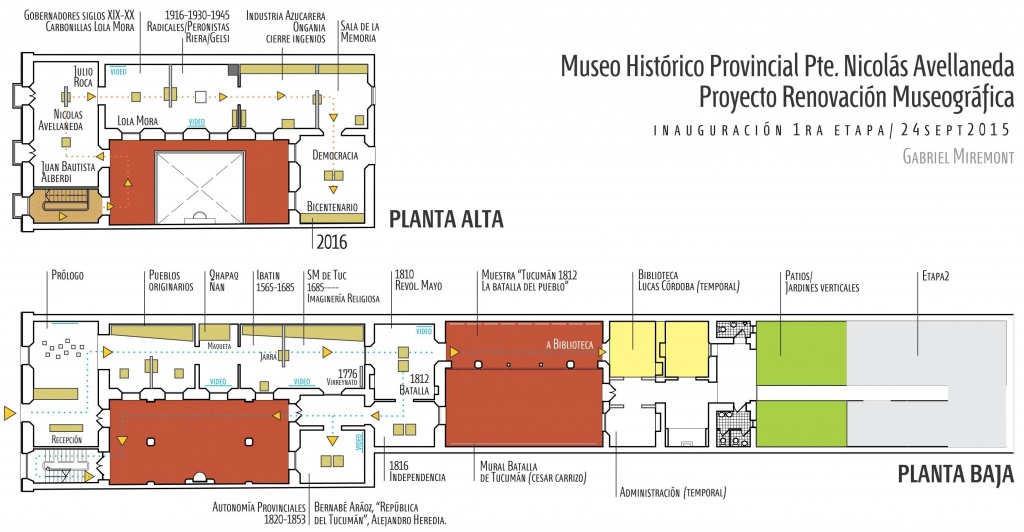 Museo Histórico Provincial Pte. Nicolás Avellaneda
Proyecto Renovación Museográfica
INAUGURACIÓN 1RA ETAPA/ 24SEPT2015
GABRIEL MIREMONT
GOBERNADORES SIGLOS XIX-XX
CARBONILLAS LOLA MORA
1916-1930-1945
RADICALES/PERONISTAS
RIERA/GELSI
INDUSTRIA AZUCARERA
ONGANIA
CIERRE INGENIOS
SALA DE LA
MEMORIA
JULIO
ROCA
VIDEO
NICOLAS
AVELLANEDA
LOLA MORA
VIDEO
JUAN BAUTISTA
ALBERDI
DEMOCRACIA
BICENTENARIO
2016
PLANTA ALTA
PRÓLOGO
PUEBLOS
ORIGINARIOS
QHAPAQ
ÑAN
IBATIN
1565-1685
SM DE TUC
1685----
IMAGINERÍA RELIGIOSA
1810
REVOL. MAYO
MUESTRA "TUCUMÁN 1812
LA BATALLA DEL PUEBLO"
BIBLIOTECA
LUCAS CÓRDOBA (TEMPORAL)
PATIOS/
JARDINES VERTICALES
ETAPA2
VIDEO
MAQUETA
JARRA
A BIBLIOTECA
1776
VIRREYNATO
VIDEO
VIDEO
1812
BATALLA
RECEPCIÓN
VIDEO
1816
INDEPENDENCIA
MURAL BATALLA
DE TUCUMÁN (CESAR CARRIZO)
ADMINISTRACIÓN (TEMPORAL)
PLANTA BAJA
AUTONOMÍA PROVINCIALES
1820-1853
BERNABÉ ARÁOZ, "REPÚBLICA
DEL TUCUMÁN", ALEJANDRO HEREDIA.